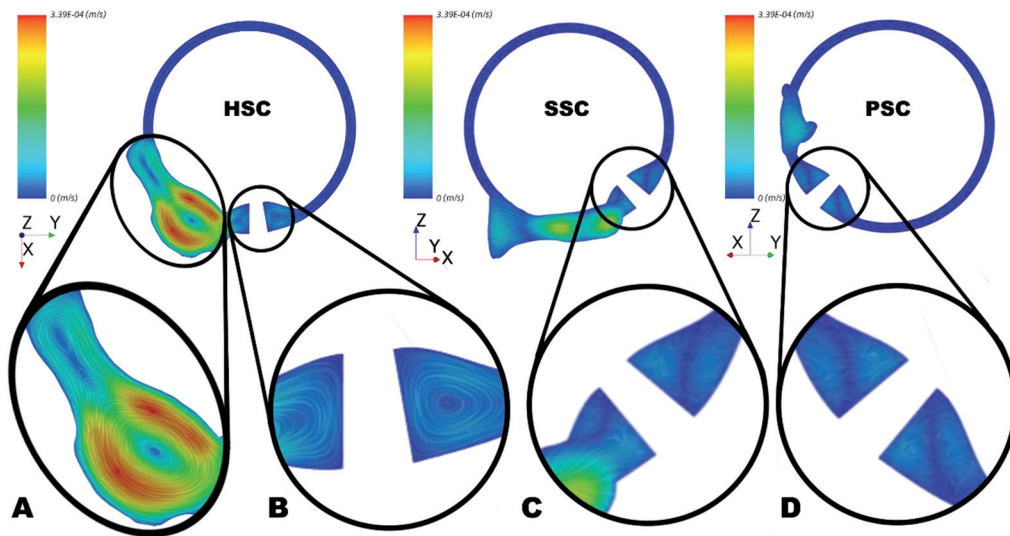 3.39E-04 (m/s)
HSC
0 (m/s)
Z
Y
X
3.39E-04 (m/s)
SSC
0 (m/s)
Z
Y
X
3.39E-04 (m/s)
PSC
0 (m/s)
Z
X
Y
A
B
C
D